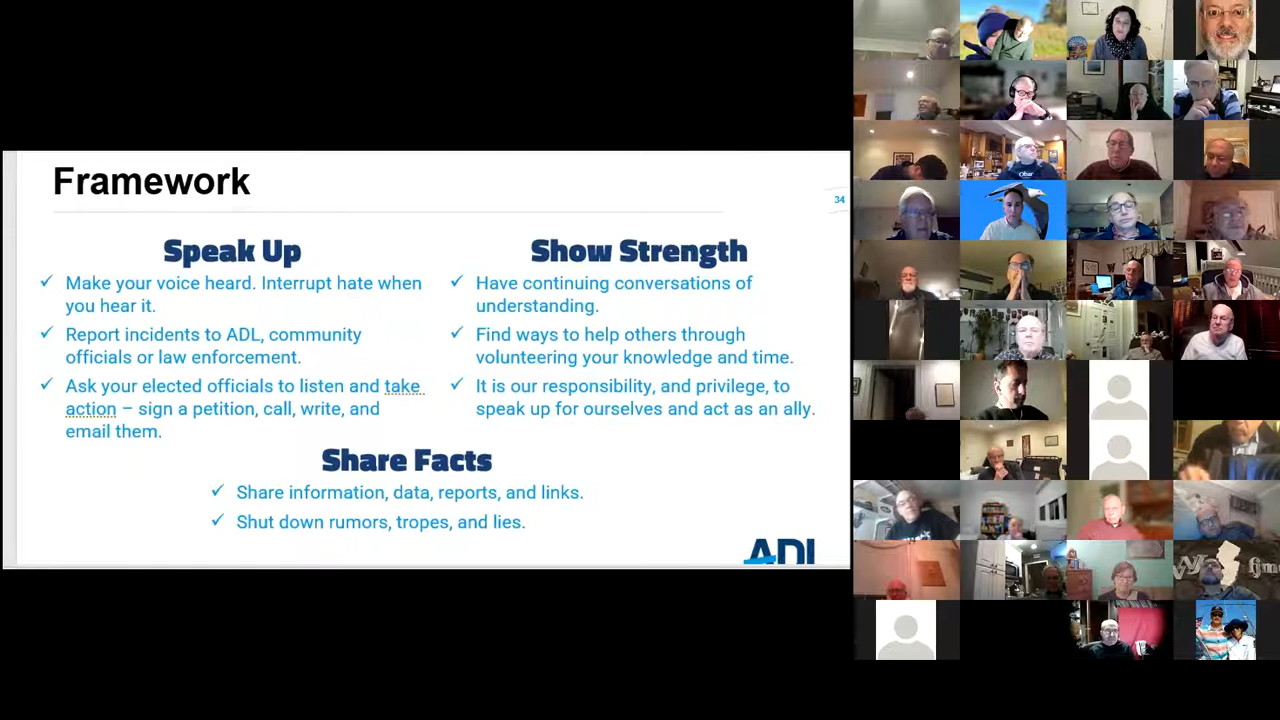 Framework
34
Speak Up
✓ Make your voice heard. Interrupt hate when
you hear it.
✓ Report incidents to ADL, community
officials or law enforcement.
✓ Ask your elected officials to listen and take
action – sign a petition, call, write, and
email them.
Show Strength
✓ Have continuing conversations of
understanding.
✓ Find ways to help others through
volunteering your knowledge and time.
✓ It is our responsibility, and privilege, to
speak up for ourselves and act as an ally.
Share Facts
✓ Share information, data, reports, and links.
✓ Shut down rumors, tropes, and lies.
ADL